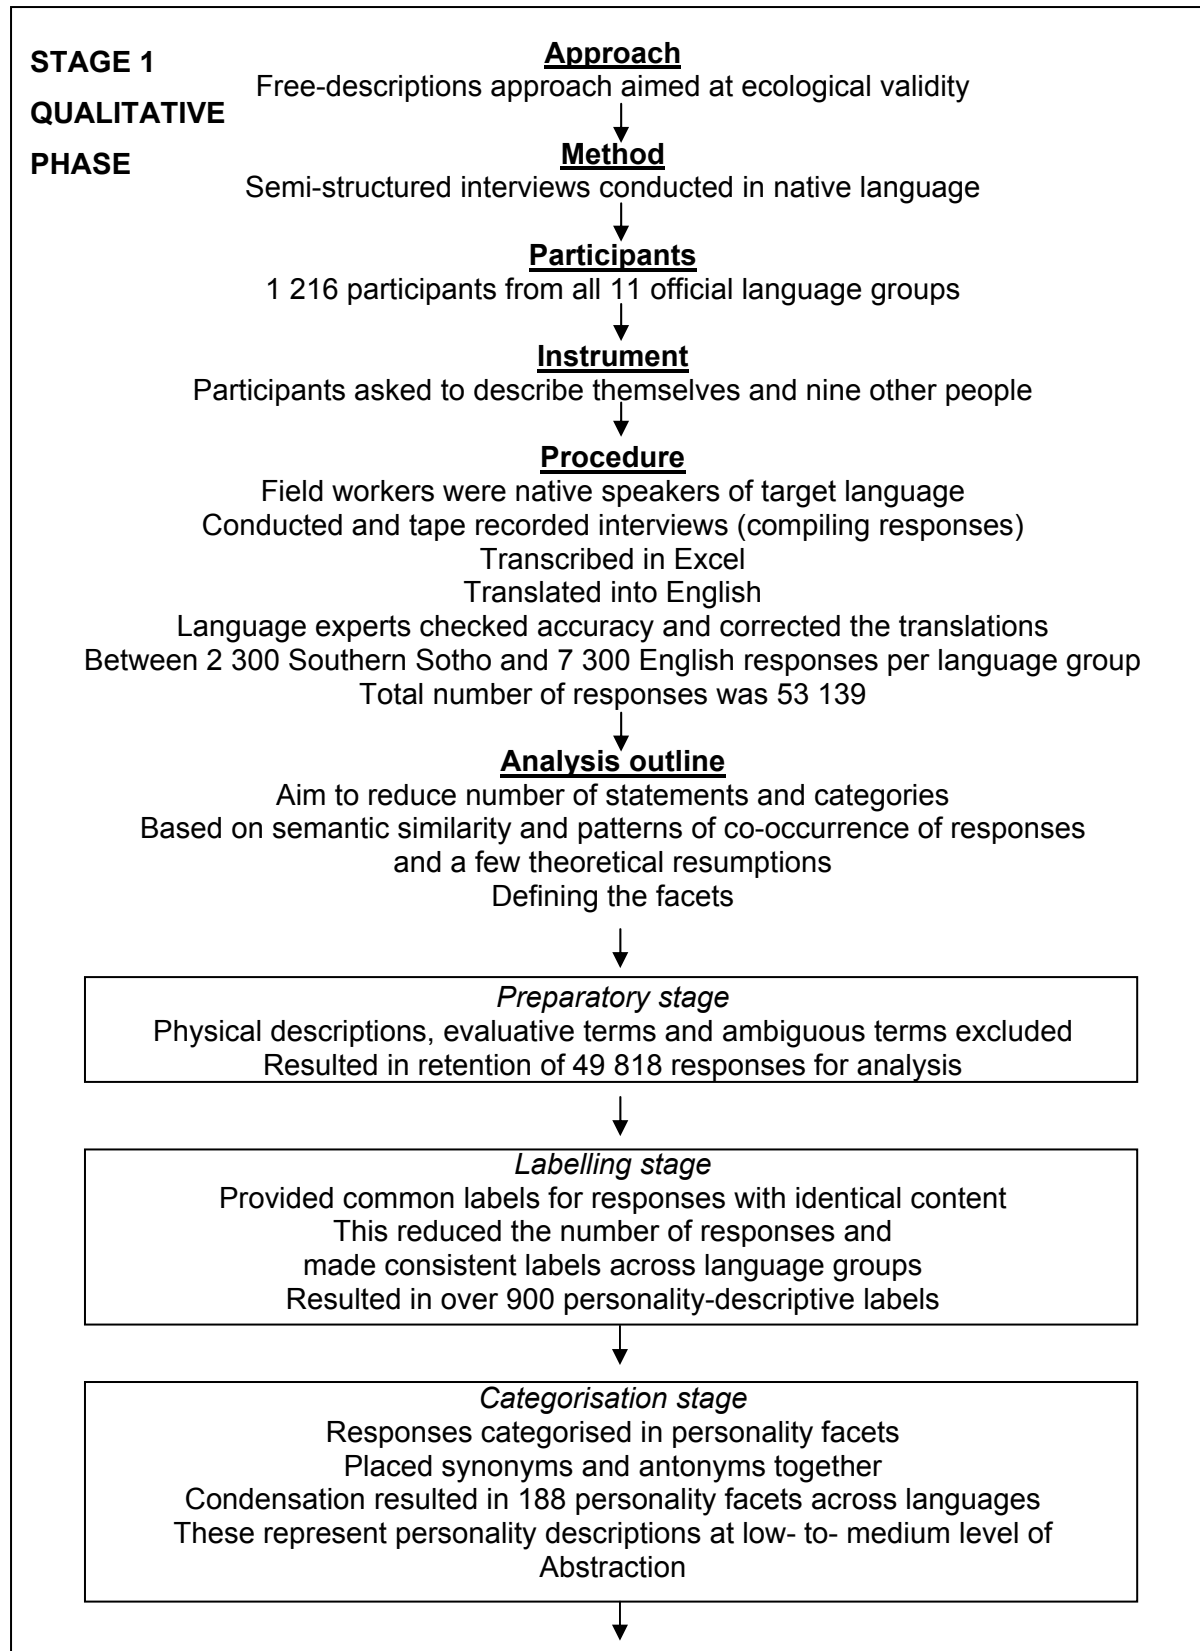 STAGE 1
QUALITATIVE
PHASE
Approach
Free-descriptions approach aimed at ecological validity
Method
Semi-structured interviews conducted in native language
Participants
1 216 participants from all 11 official language groups
Instrument
Participants asked to describe themselves and nine other people
Procedure
Field workers were native speakers of target language
Conducted and tape recorded interviews (compiling responses)
Transcribed in Excel
Translated into English
Language experts checked accuracy and corrected the translations
Between 2 300 Southern Sotho and 7 300 English responses per language group
Total number of responses was 53 139
Analysis outline
Aim to reduce number of statements and categories
Based on semantic similarity and patterns of co-occurrence of responses
and a few theoretical resumptions
Defining the facets
Preparatory stage
Physical descriptions, evaluative terms and ambiguous terms excluded
Resulted in retention of 49 818 responses for analysis
Labelling stage
Provided common labels for responses with identical content
This reduced the number of responses and
made consistent labels across language groups
Resulted in over 900 personality-descriptive labels
Categorisation stage
Responses categorised in personality facets
Placed synonyms and antonyms together
Condensation resulted in 188 personality facets across languages
These represent personality descriptions at low- to- medium level of
Abstraction